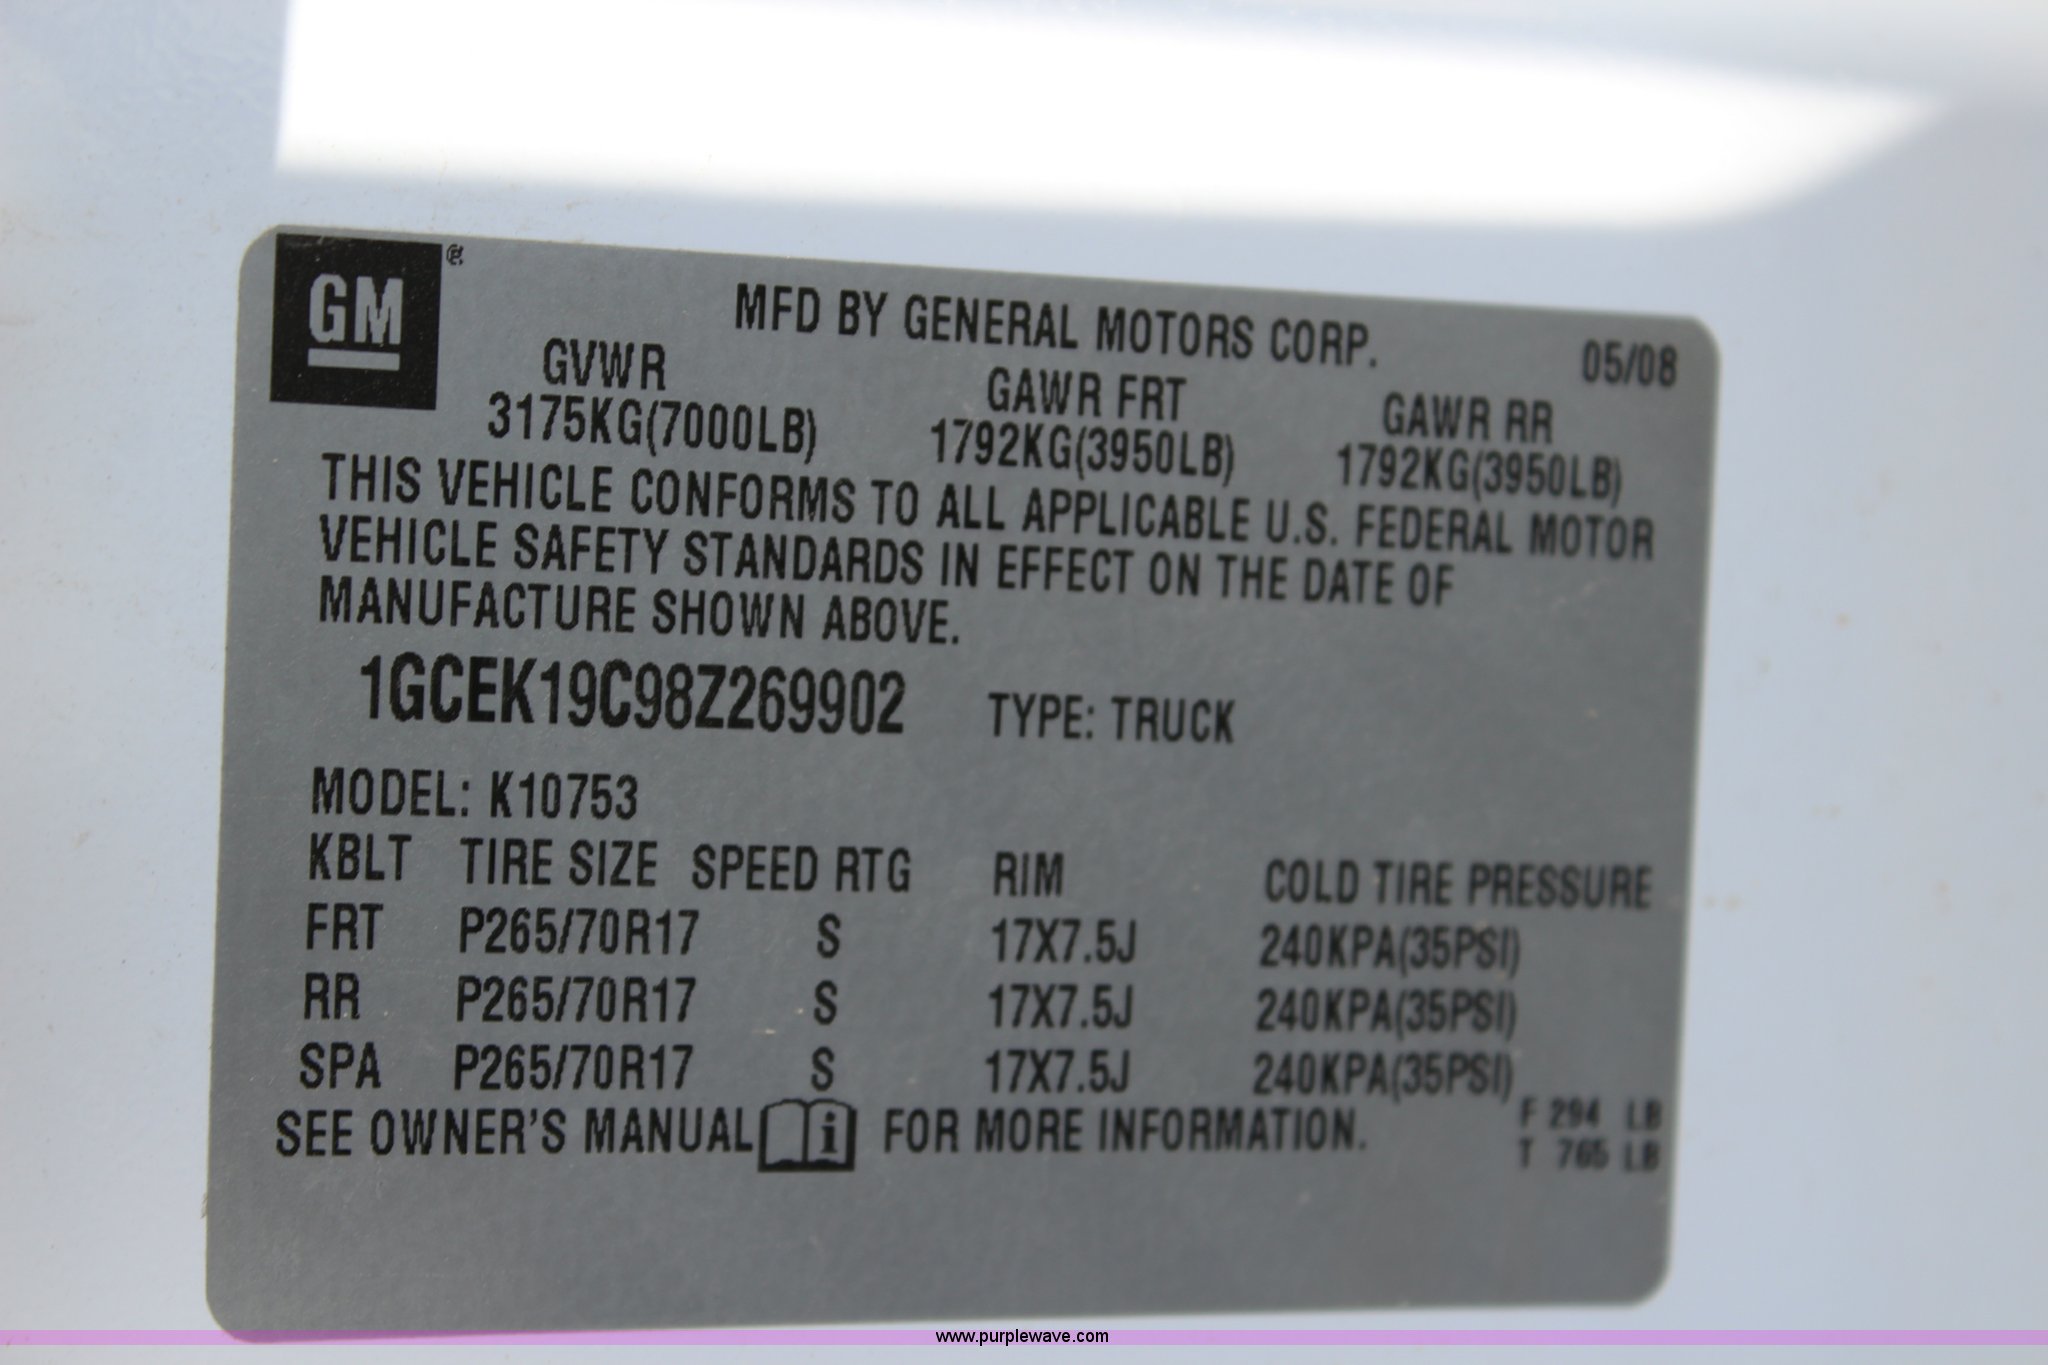 GM
MFD BY GENERAL MOTORS CORP. 05/08
GVWR GAWR FRT GAWR RR
3175KG(7000LB) 1792KG(3950LB) 1792KG(3950LB)
THIS VEHICLE CONFORMS TO ALL APPLICABLE U.S. FEDERAL MOTOR
VEHICLE SAFETY STANDARDS IN EFFECT ON THE DATE OF
MANUFACTURE SHOWN ABOVE.
1GCEK19C98Z269902 TYPE: TRUCK
MODEL: K10753
KBLT TIRE SIZE SPEED RTG RIM COLD TIRE PRESSURE
FRT P265/70R17 S 17X7.5J 240KPA(35PSI)
RR P265/70R17 S 17X7.5J 240KPA(35PSI)
SPA P265/70R17 S 17X7.5J 240KPA(35PSI)
SEE OWNER'S MANUAL i FOR MORE INFORMATION.
F 294 LB
T 765 LB
www.purplewave.com